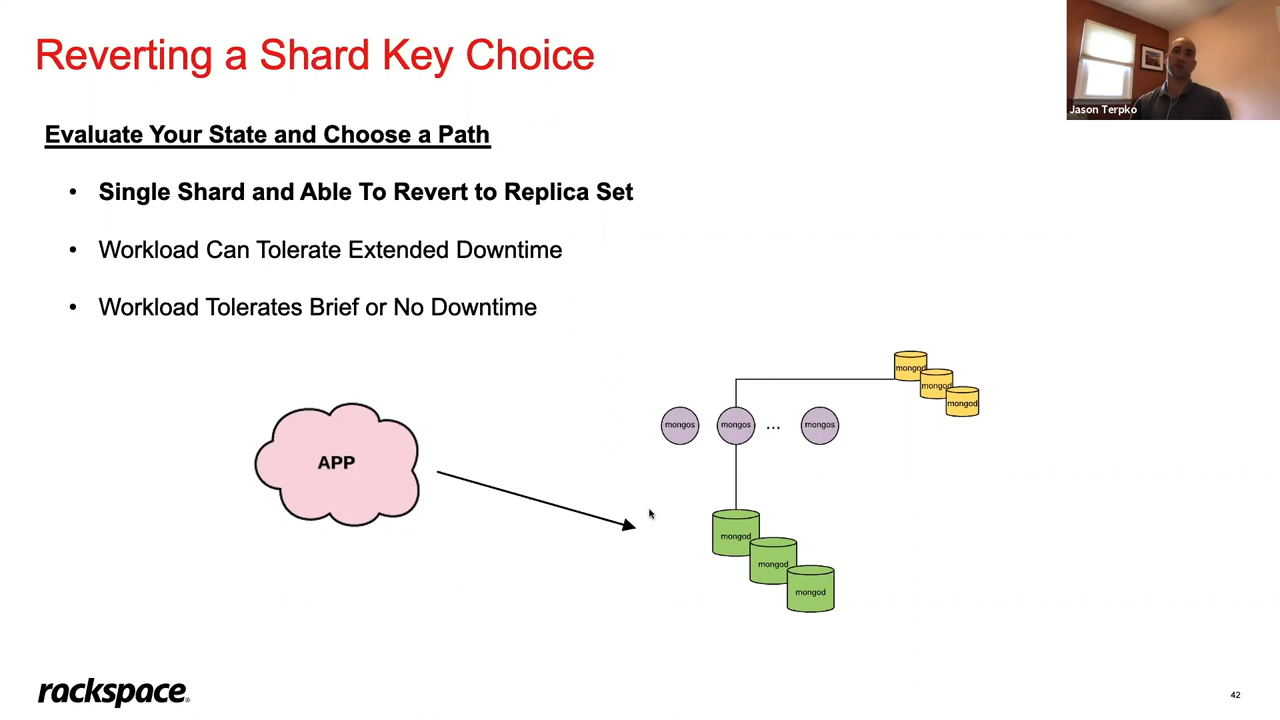 Reverting a Shard Key Choice
Jason Terpko
Evaluate Your State and Choose a Path
• Single Shard and Able To Revert to Replica Set
• Workload Can Tolerate Extended Downtime
• Workload Tolerates Brief or No Downtime
mongod
mongod
mongod
mongos
mongos
...
mongos
APP
mongod
mongod
mongod
rackspace®
42